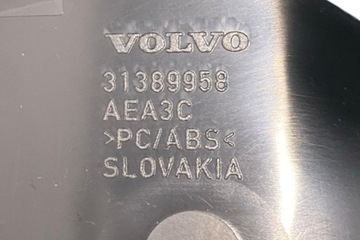 VOLVO
31389958
AEA3C
>PC/ABS<
SLOVAKIA